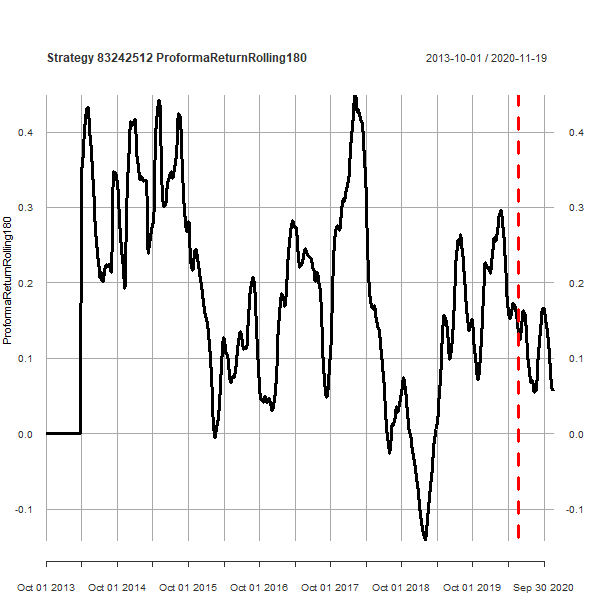 Strategy 83242512 ProformaReturnRolling180
2013-10-01 / 2020-11-19
ProformaReturnRolling180
0.4 0.4
0.3 0.3
0.2 0.2
0.1 0.1
0.0 0.0
-0.1 -0.1
Oct 01 2013 Oct 01 2014 Oct 01 2015 Oct 01 2016 Oct 01 2017 Oct 01 2018 Oct 01 2019 Sep 30 2020